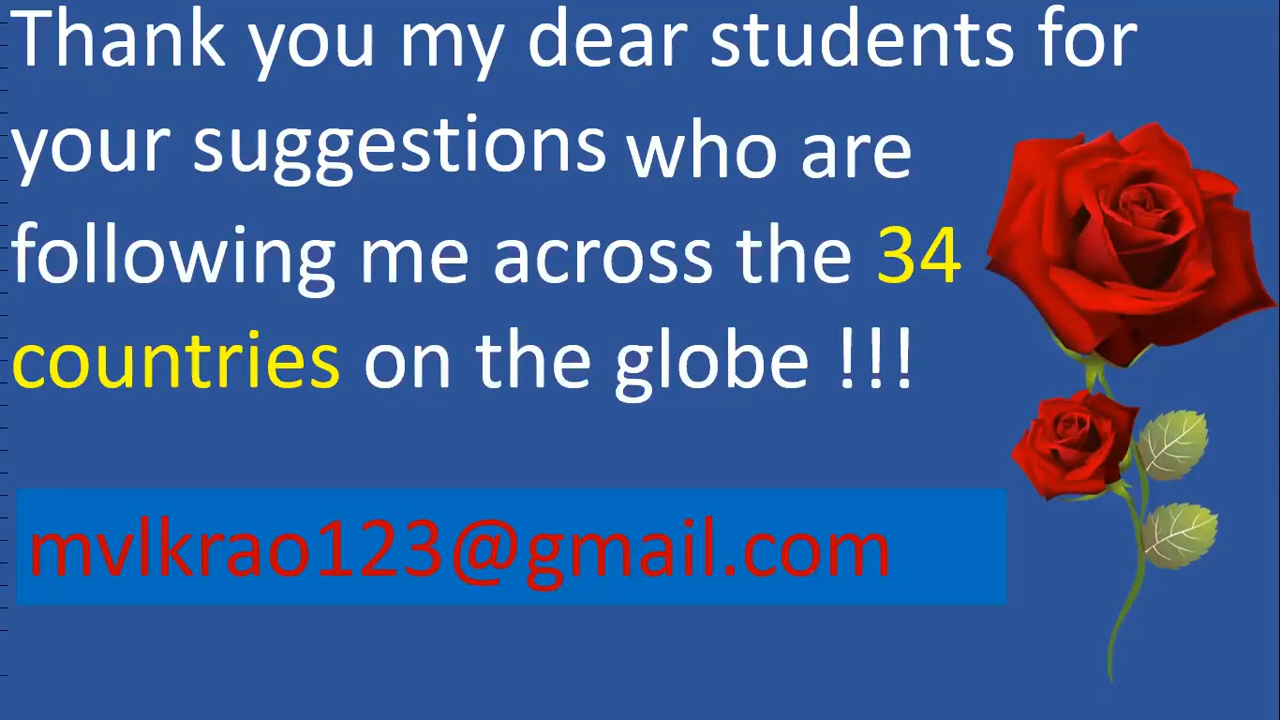 Thank you my dear students for
your suggestions who are
following me across the 34
countries on the globe !!!
mvlkrao123@gmail.com